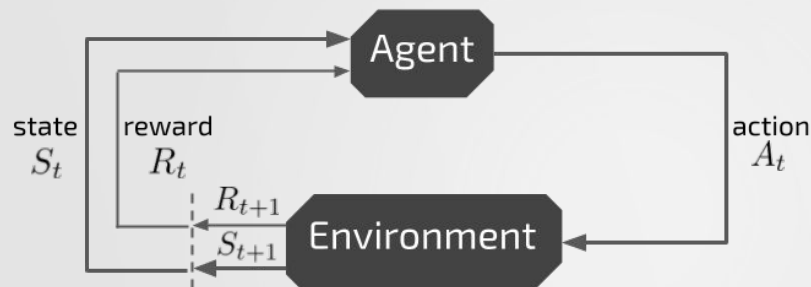 Agent
state
S_t
reward
R_t
action
A_t
R_{t+1}
S_{t+1}
Environment